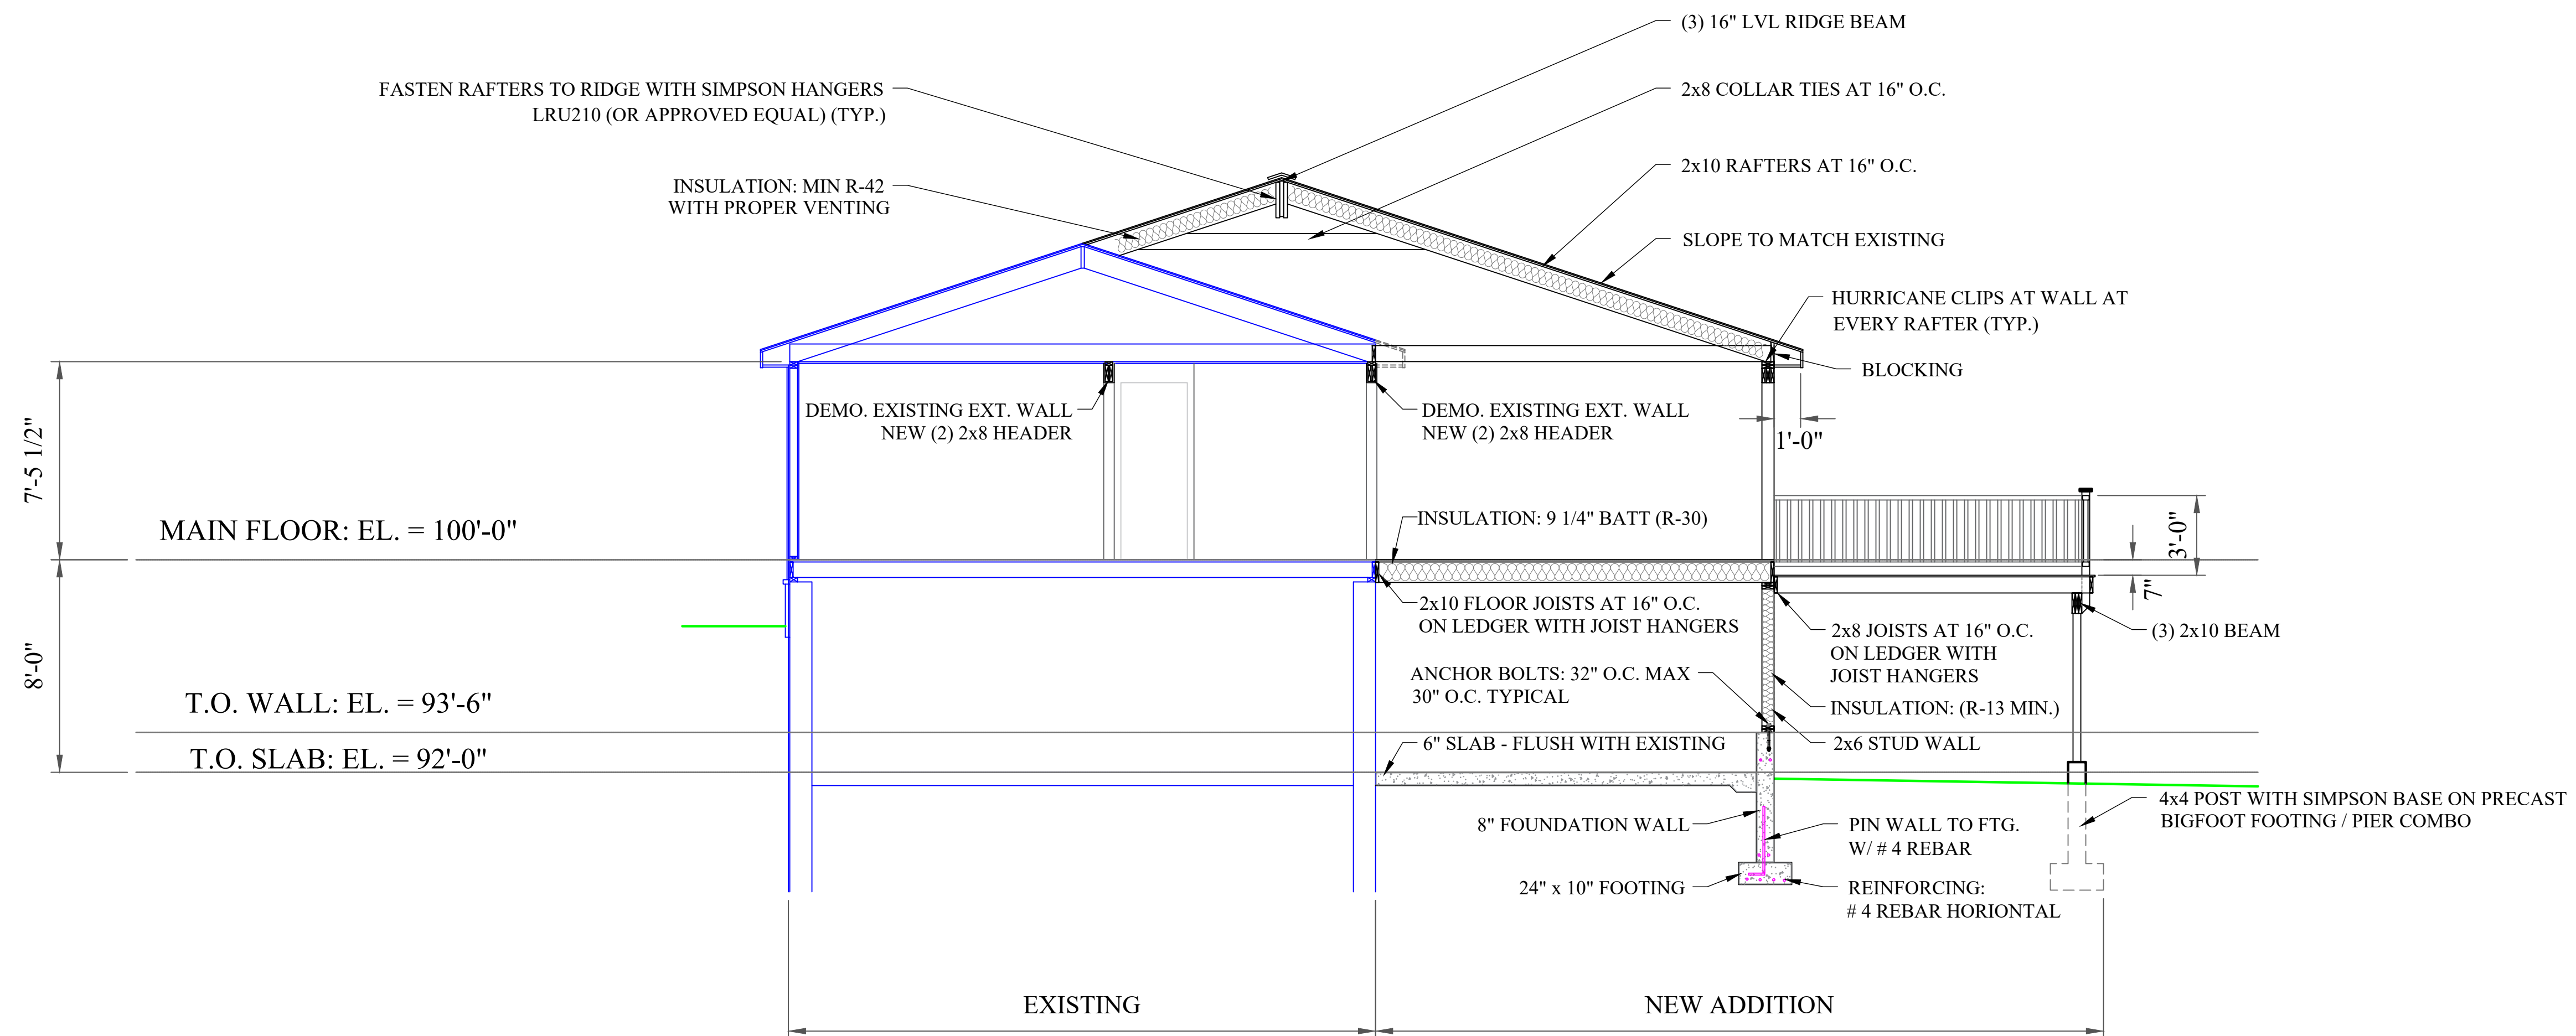 (3) 16" LVL RIDGE BEAM
FASTEN RAFTERS TO RIDGE WITH SIMPSON HANGERS
LRU210 (OR APPROVED EQUAL) (TYP.)
2x8 COLLAR TIES AT 16" O.C.
INSULATION: MIN R-42
WITH PROPER VENTING
2x10 RAFTERS AT 16" O.C.
SLOPE TO MATCH EXISTING
HURRICANE CLIPS AT WALL AT
EVERY RAFTER (TYP.)
BLOCKING
DEMO. EXISTING EXT. WALL
NEW (2) 2x8 HEADER
DEMO. EXISTING EXT. WALL
NEW (2) 2x8 HEADER
1'-0"
7'-5 1/2"
MAIN FLOOR: EL. = 100'-0"
INSULATION: 9 1/4" BATT (R-30)
3'-0"
7"
2x10 FLOOR JOISTS AT 16" O.C.
ON LEDGER WITH JOIST HANGERS
2x8 JOISTS AT 16" O.C.
ON LEDGER WITH
JOIST HANGERS
(3) 2x10 BEAM
8'-0"
ANCHOR BOLTS: 32" O.C. MAX
30" O.C. TYPICAL
INSULATION: (R-13 MIN.)
T.O. WALL: EL. = 93'-6"
6" SLAB - FLUSH WITH EXISTING
2x6 STUD WALL
T.O. SLAB: EL. = 92'-0"
4x4 POST WITH SIMPSON BASE ON PRECAST
BIGFOOT FOOTING / PIER COMBO
8" FOUNDATION WALL
PIN WALL TO FTG.
W/ # 4 REBAR
24" x 10" FOOTING
REINFORCING:
# 4 REBAR HORIONTAL
EXISTING
NEW ADDITION